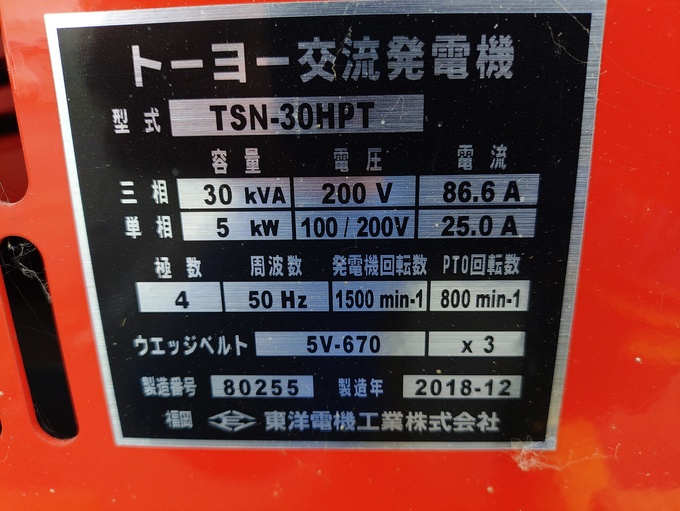 トーヨー交流発電機
型式 TSN-30HPT
容量 電圧 電流
三相 30 kVA 200 V 86.6 A
単相 5 kW 100 / 200V 25.0 A
極数 周波数 発電機回転数 PTO回転数
4 50 Hz 1500 min-1 800 min-1
ウエッジベルト 5V-670 x 3
製造番号 80255 製造年 2018-12
福岡 東洋電機工業株式会社